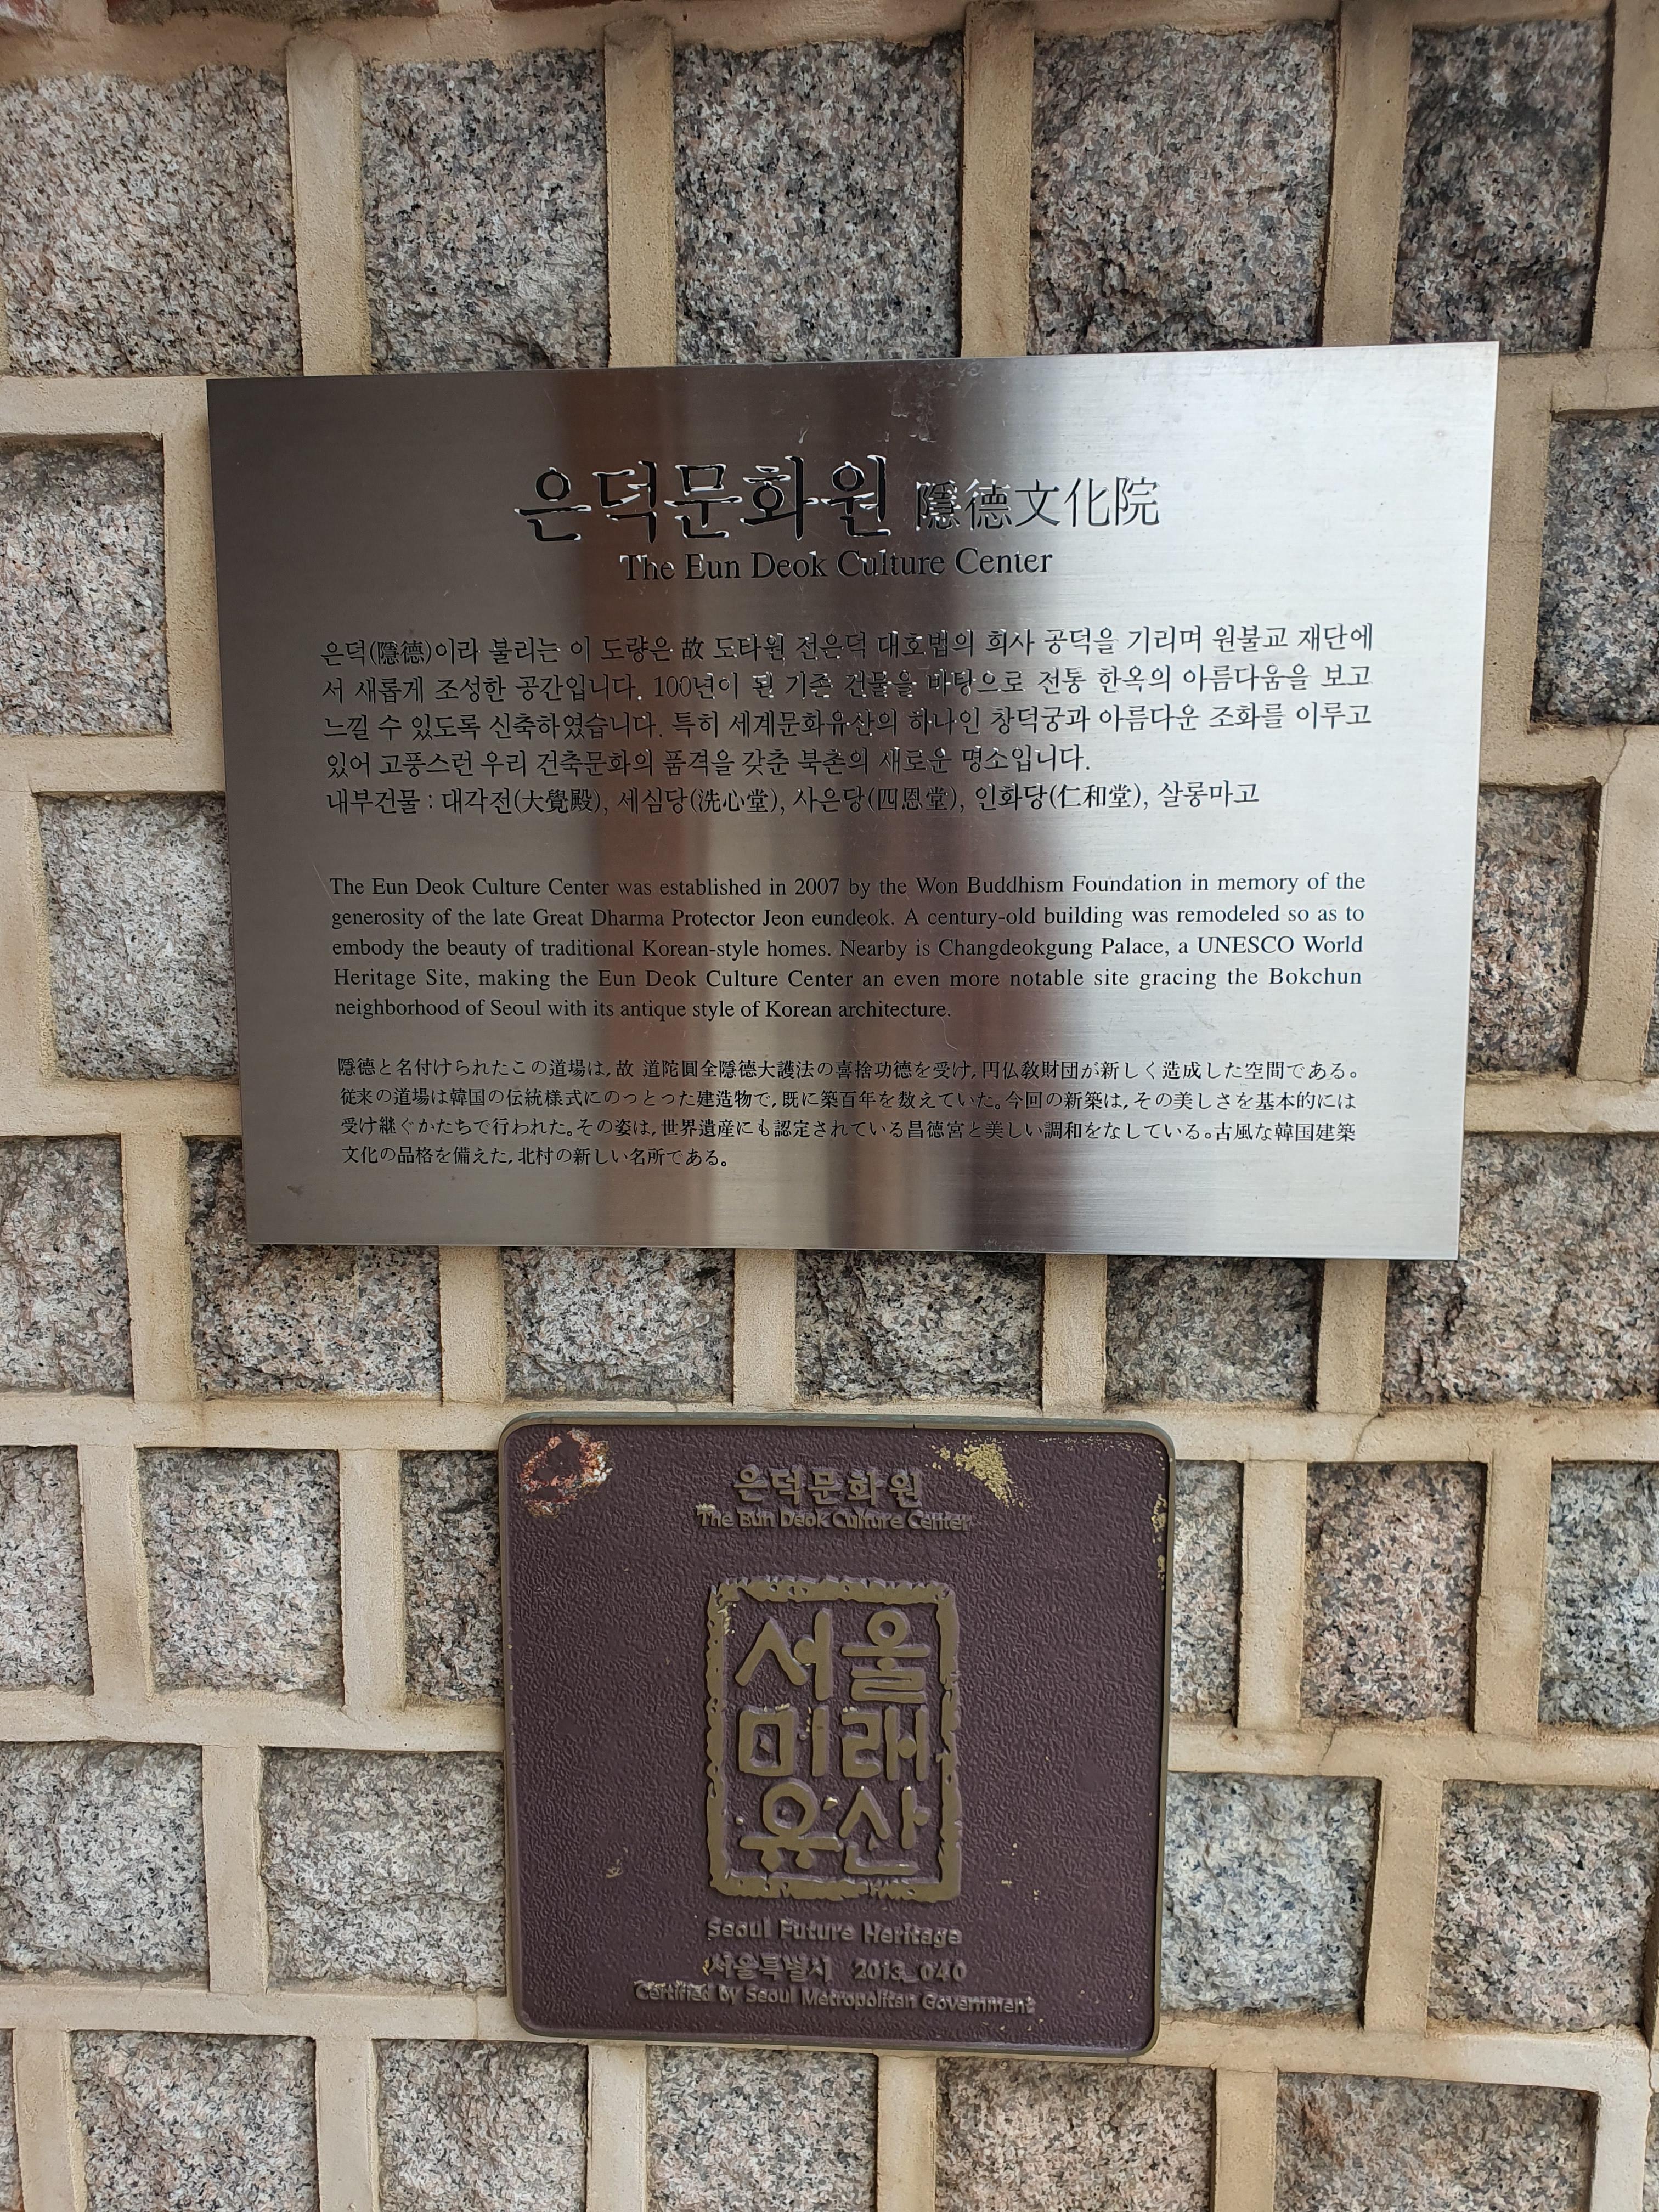 은덕문화원 隱德文化院
The Eun Deok Culture Center
은덕(隱德)이라 불리는 이 도량은 故 도타원 전은덕 대호법의 희사 공덕을 기리며 원불교 재단에
서 새롭게 조성한 공간입니다. 100년이 된 기존 건물을 바탕으로 전통 한옥의 아름다움을 보고
느낄 수 있도록 신축하였습니다. 특히 세계문화유산의 하나인 창덕궁과 아름다운 조화를 이루고
있어 고풍스런 우리 건축문화의 품격을 갖춘 북촌의 새로운 명소입니다.
내부건물 : 대각전(大覺殿), 세심당(洗心堂), 사은당(四恩堂), 인화당(仁和堂), 살롱마고
The Eun Deok Culture Center was established in 2007 by the Won Buddhism Foundation in memory of the
generosity of the late Great Dharma Protector Jeon eundeok. A century-old building was remodeled so as to
embody the beauty of traditional Korean-style homes. Nearby is Changdeokgung Palace, a UNESCO World
Heritage Site, making the Eun Deok Culture Center an even more notable site gracing the Bokchun
neighborhood of Seoul with its antique style of Korean architecture.
隱德と名付けられたこの道場は, 故 道陀圓全隱德大護法の喜捨功德を受け, 円仏教財団が新しく造成した空間である。
従来の道場は韓国の伝統様式にのっとった建造物で, 既に築百年を数えていた。今回の新築は, その美しさを基本的には
受け継ぐかたちで行われた。その姿は, 世界遺産にも認定されている昌徳宮と美しい調和をなしている。古風な韓国建築
文化の品格を備えた, 北村の新しい名所である。
은덕문화원
The Eun Deok Culture Center
서울
미래
유산
Seoul Future Heritage
서울특별시 2013_040
Certified by Seoul Metropolitan Government